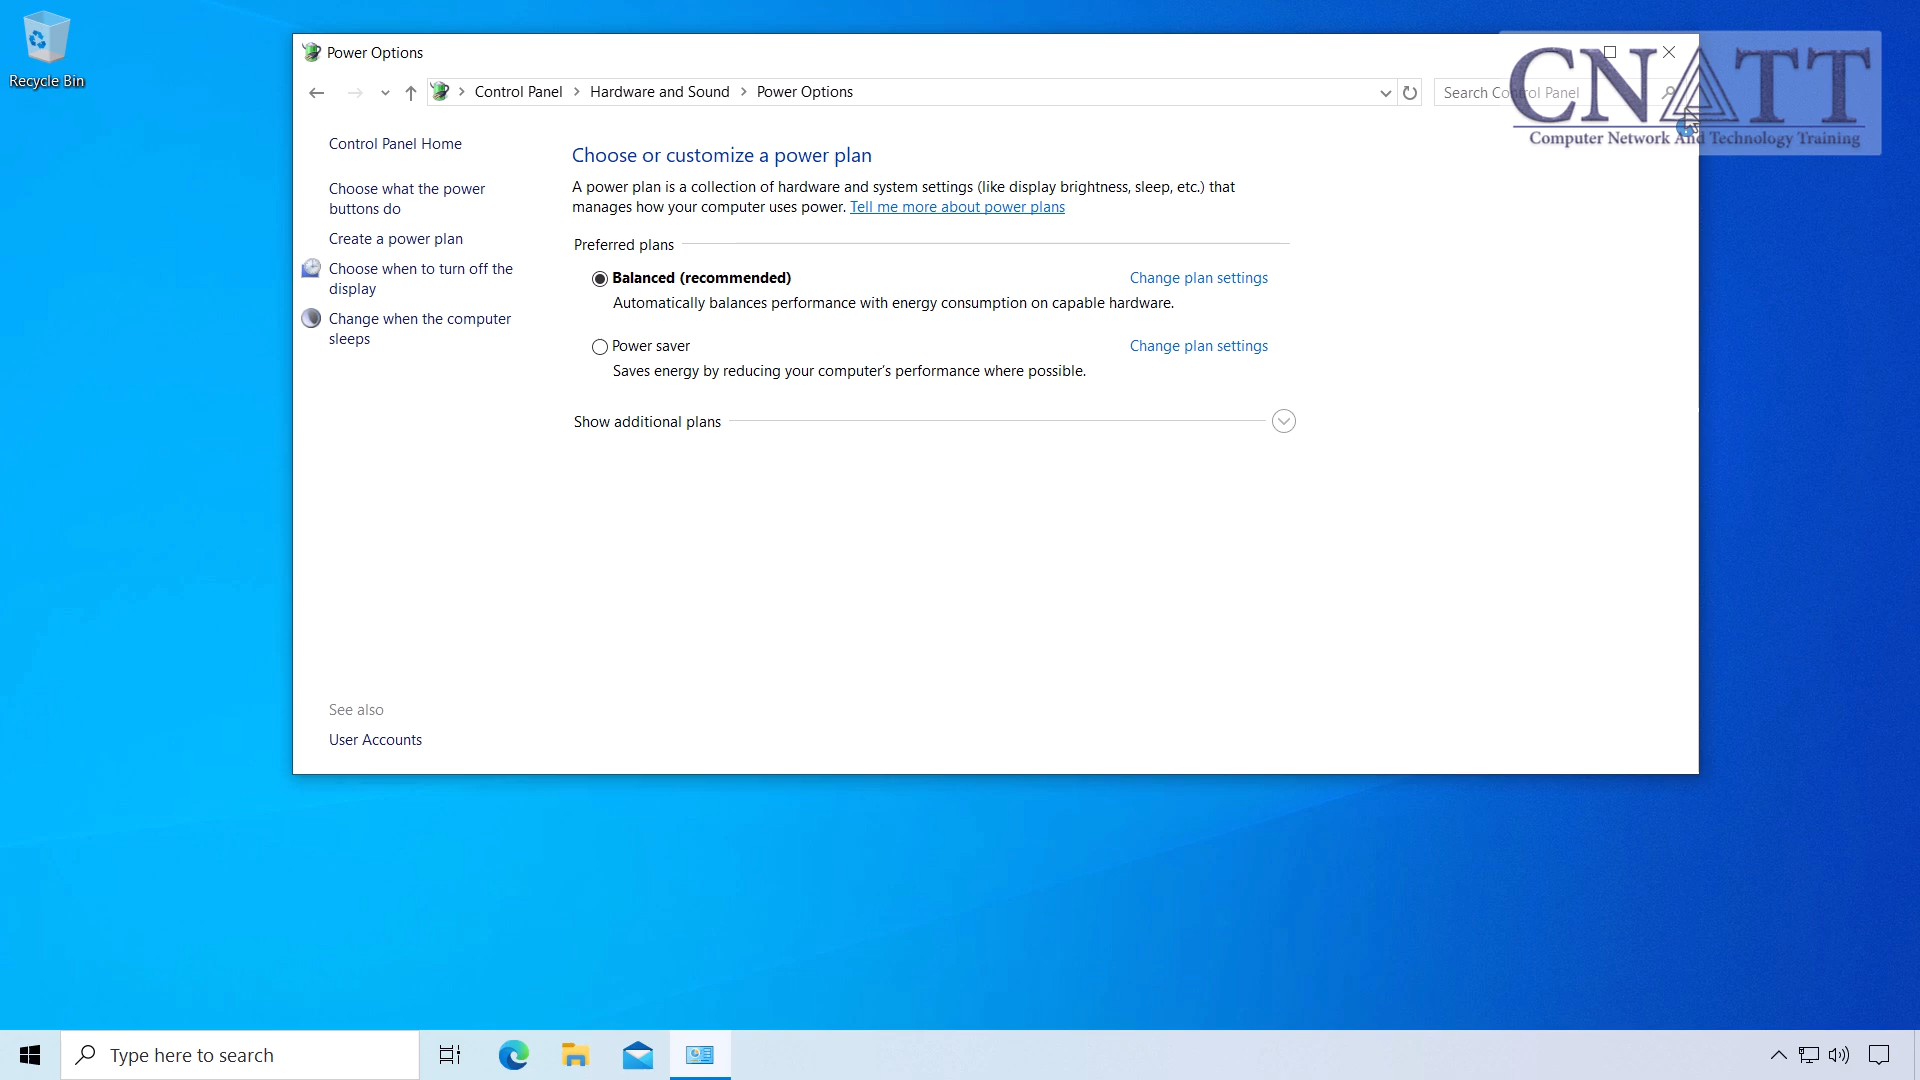 Recycle Bin
Power Options
Control Panel > Hardware and Sound > Power Options
Search Control Panel
CNATT
Computer Network And Technology Training
Control Panel Home
Choose what the power
buttons do
Create a power plan
Choose when to turn off the
display
Change when the computer
sleeps
Choose or customize a power plan
A power plan is a collection of hardware and system settings (like display brightness, sleep, etc.) that
manages how your computer uses power. Tell me more about power plans
Preferred plans
Balanced (recommended) Change plan settings
Automatically balances performance with energy consumption on capable hardware.
Power saver Change plan settings
Saves energy by reducing your computer's performance where possible.
Show additional plans
See also
User Accounts
Type here to search